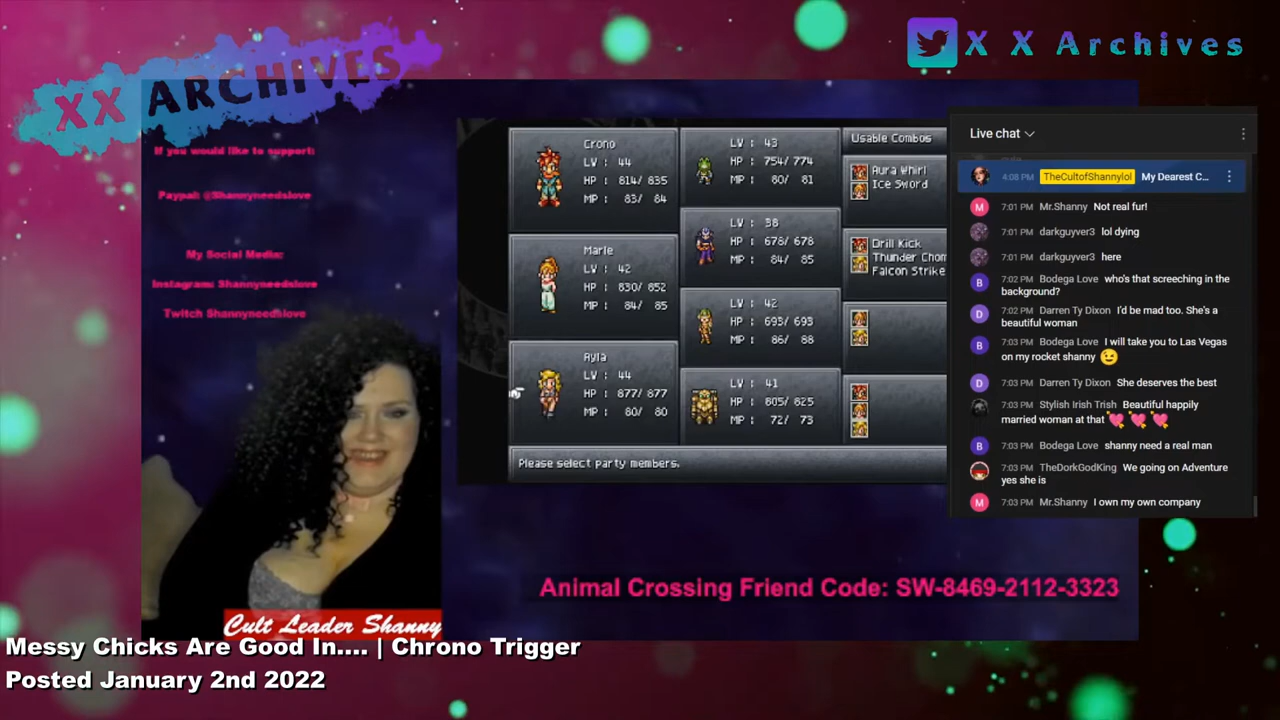 XX ARCHIVES
X X Archives
If you would like to support:
Paypal: @Shannyneedslove
My Social Media:
Instagram: Shannyneedslove
Twitch Shannyneedslove
Crono
LV : 44
HP : 814/ 835
MP : 83/ 84
Marle
LV : 42
HP : 830/ 852
MP : 84/ 85
Ayla
LV : 44
HP : 877/ 877
MP : 80/ 80
LV : 43
HP : 754/ 774
MP : 80/ 81
LV : 38
HP : 678/ 678
MP : 84/ 85
LV : 42
HP : 693/ 693
MP : 86/ 88
LV : 41
HP : 805/ 825
MP : 72/ 73
Usable Combos
Aura Whirl
Ice Sword
Drill Kick
Thunder Chom
Falcon Strike
Please select party members.
Live chat
4:08 PM TheCultofShannylol My Dearest C...
M 7:01 PM Mr.Shanny Not real fur!
7:01 PM darkguyver3 lol dying
7:01 PM darkguyver3 here
B 7:02 PM Bodega Love who's that screeching in the
background?
D 7:02 PM Darren Ty Dixon I'd be mad too. She's a
beautiful woman
B 7:03 PM Bodega Love I will take you to Las Vegas
on my rocket shanny 😉
D 7:03 PM Darren Ty Dixon She deserves the best
7:03 PM Stylish Irish Trish Beautiful happily
married woman at that 💘 💘 💘
B 7:03 PM Bodega Love shanny need a real man
7:03 PM TheDorkGodKing We going on Adventure
yes she is
M 7:03 PM Mr.Shanny I own my own company
Animal Crossing Friend Code: SW-8469-2112-3323
Cult Leader Shanny
Messy Chicks Are Good In.... | Chrono Trigger
Posted January 2nd 2022